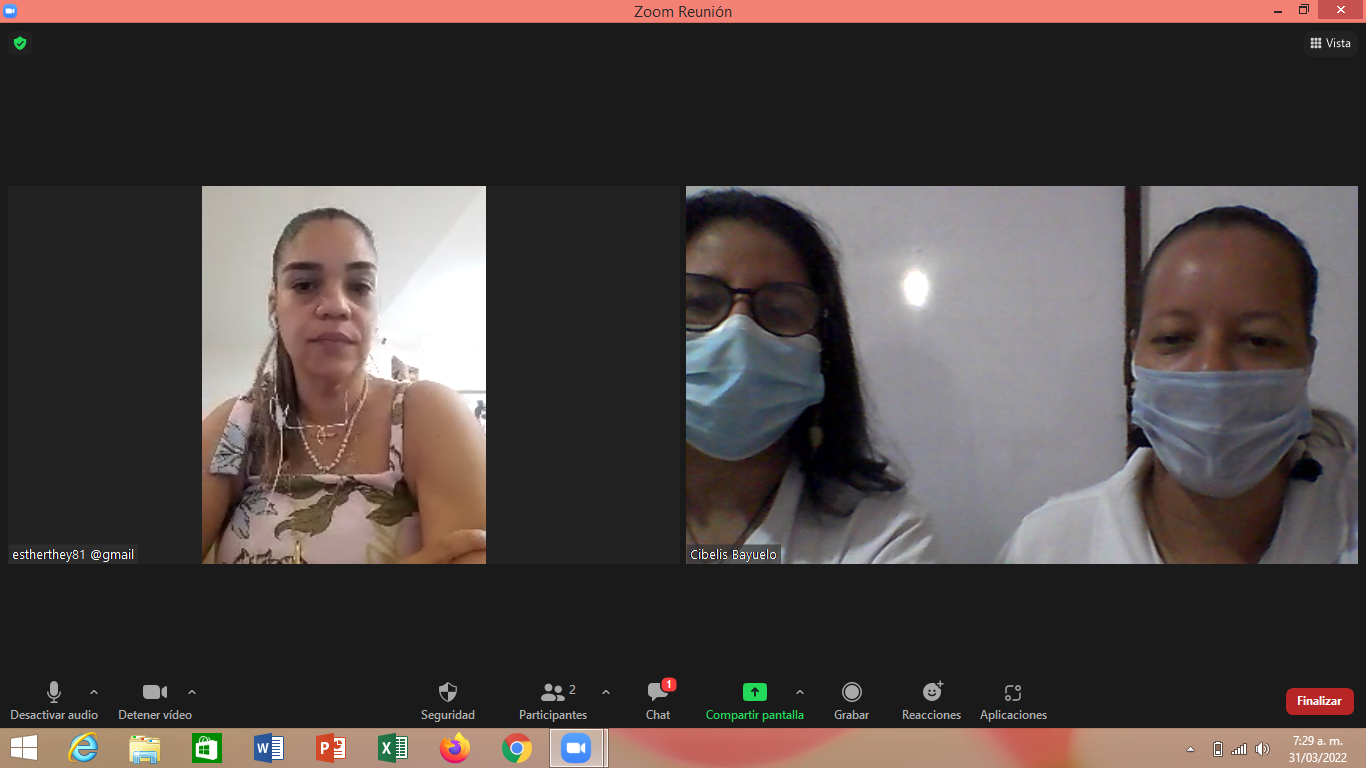 Zoom Reunión
Vista
estherthey81 @gmail
Cibelis Bayuelo
Desactivar audio
Detener vídeo
Seguridad
Participantes
2
Chat
1
Compartir pantalla
Grabar
Reacciones
Aplicaciones
Finalizar
7:29 a. m.
31/03/2022